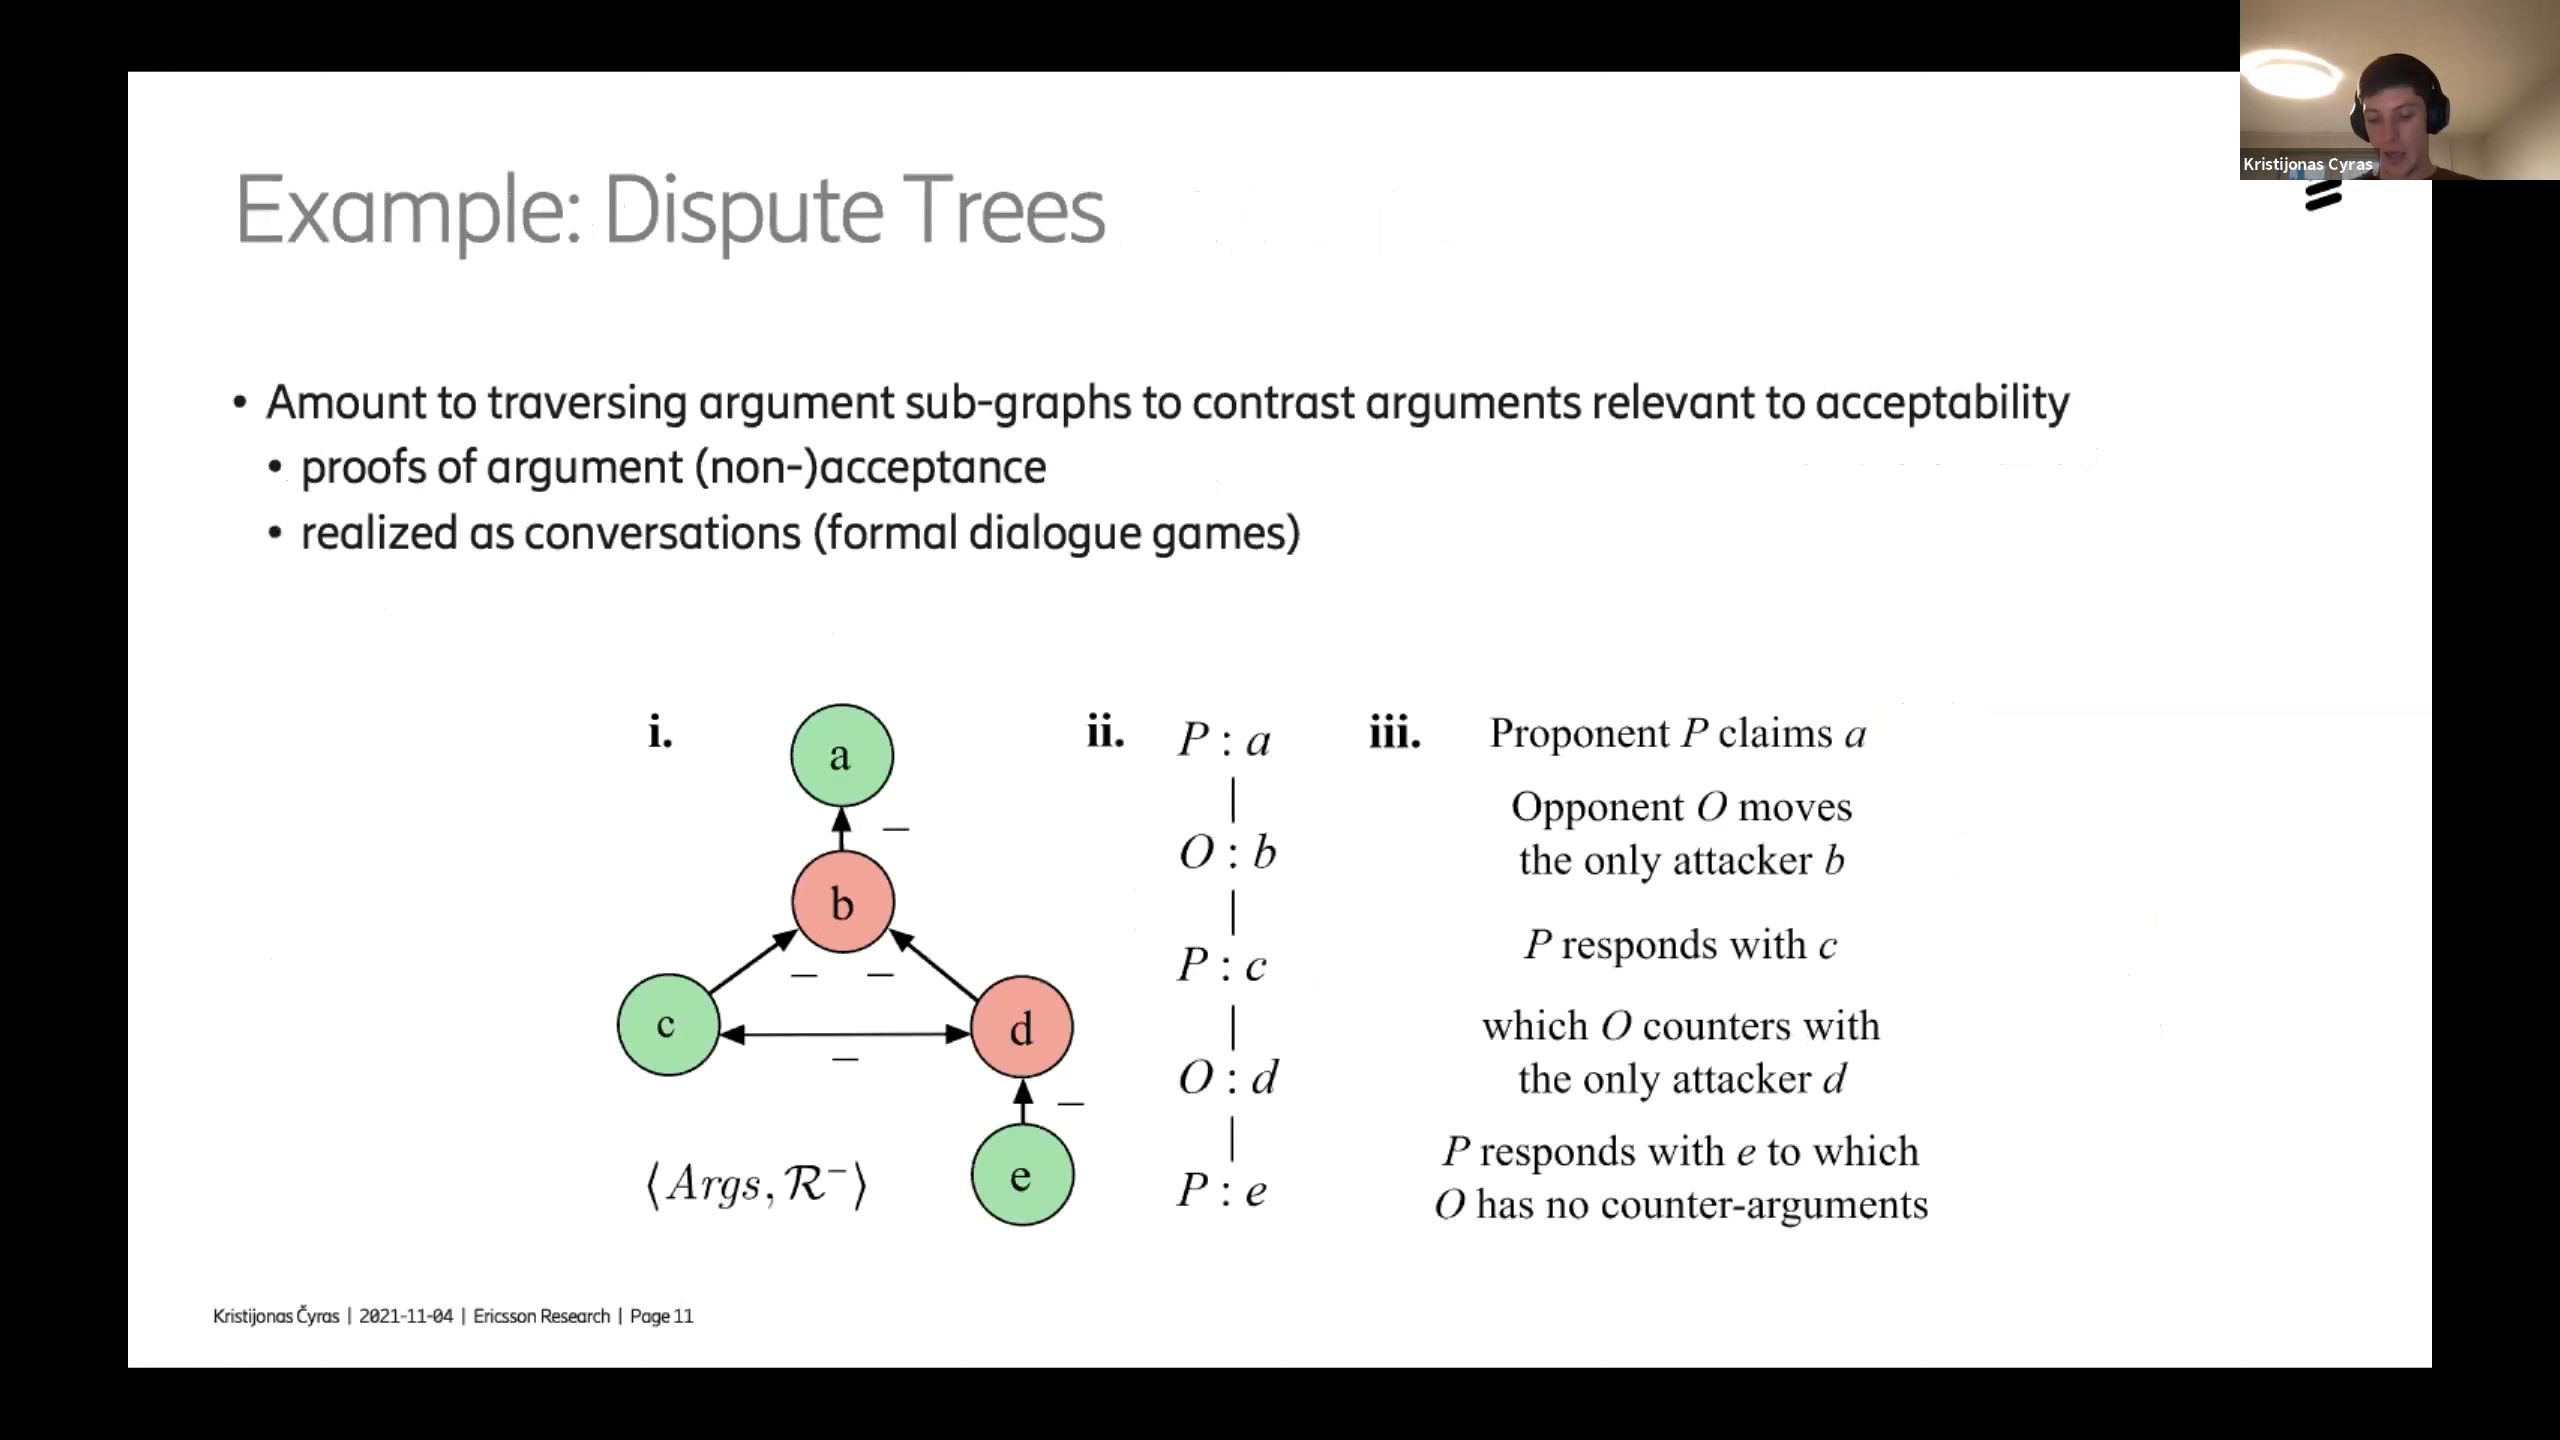 Kristijonas Cyras
Example: Dispute Trees
• Amount to traversing argument sub-graphs to contrast arguments relevant to acceptability
• proofs of argument (non-)acceptance
• realized as conversations (formal dialogue games)
i.
a
–
b
– –
c
d
–
–
e
⟨Args, ℛ⁻⟩
ii.
P : a
O : b
P : c
O : d
P : e
iii.
Proponent P claims a
Opponent O moves
the only attacker b
P responds with c
which O counters with
the only attacker d
P responds with e to which
O has no counter-arguments
Kristijonas Čyras | 2021-11-04 | Ericsson Research | Page 11